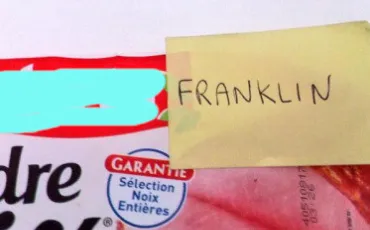 FRANKLIN
dre
GARANTIE
Sélection
Noix
Entières